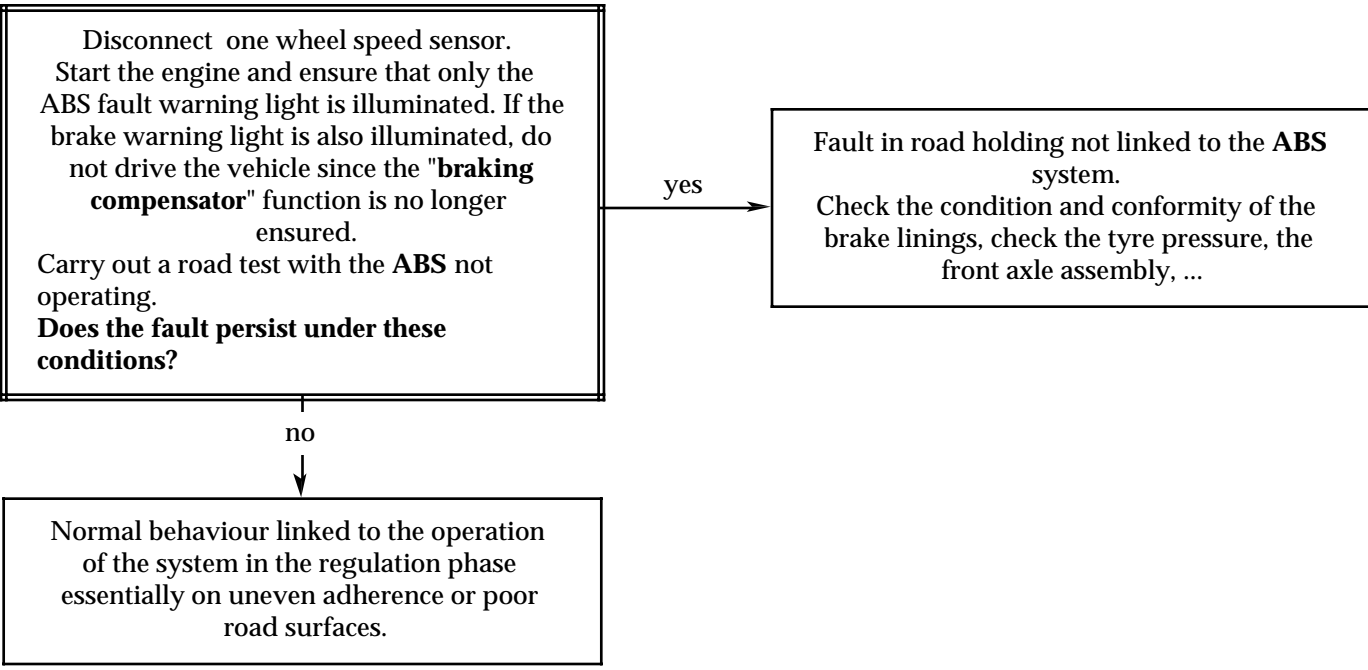 Disconnect one wheel speed sensor.
Start the engine and ensure that only the
ABS fault warning light is illuminated. If the
brake warning light is also illuminated, do
not drive the vehicle since the "braking
compensator" function is no longer
ensured.
Carry out a road test with the ABS not
operating.
Does the fault persist under these
conditions?
yes
Fault in road holding not linked to the ABS
system.
Check the condition and conformity of the
brake linings, check the tyre pressure, the
front axle assembly, ...
no
Normal behaviour linked to the operation
of the system in the regulation phase
essentially on uneven adherence or poor
road surfaces.